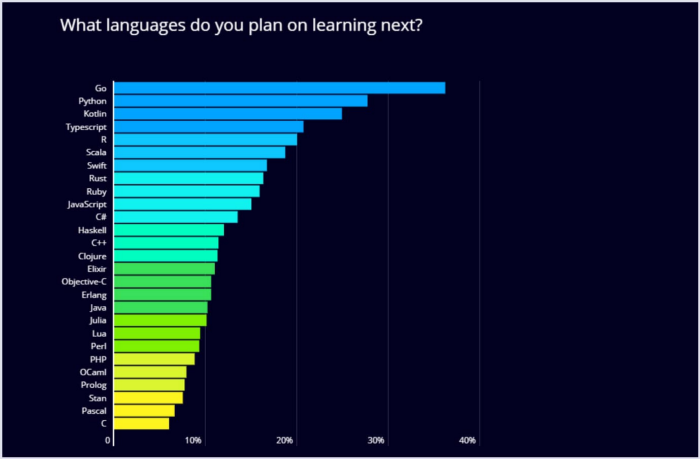 What languages do you plan on learning next?
Go
Python
Kotlin
Typescript
R
Scala
Swift
Rust
Ruby
JavaScript
C#
Haskell
C++
Clojure
Elixir
Objective-C
Erlang
Java
Julia
Lua
Perl
PHP
OCaml
Prolog
Stan
Pascal
C
0 10% 20% 30% 40%